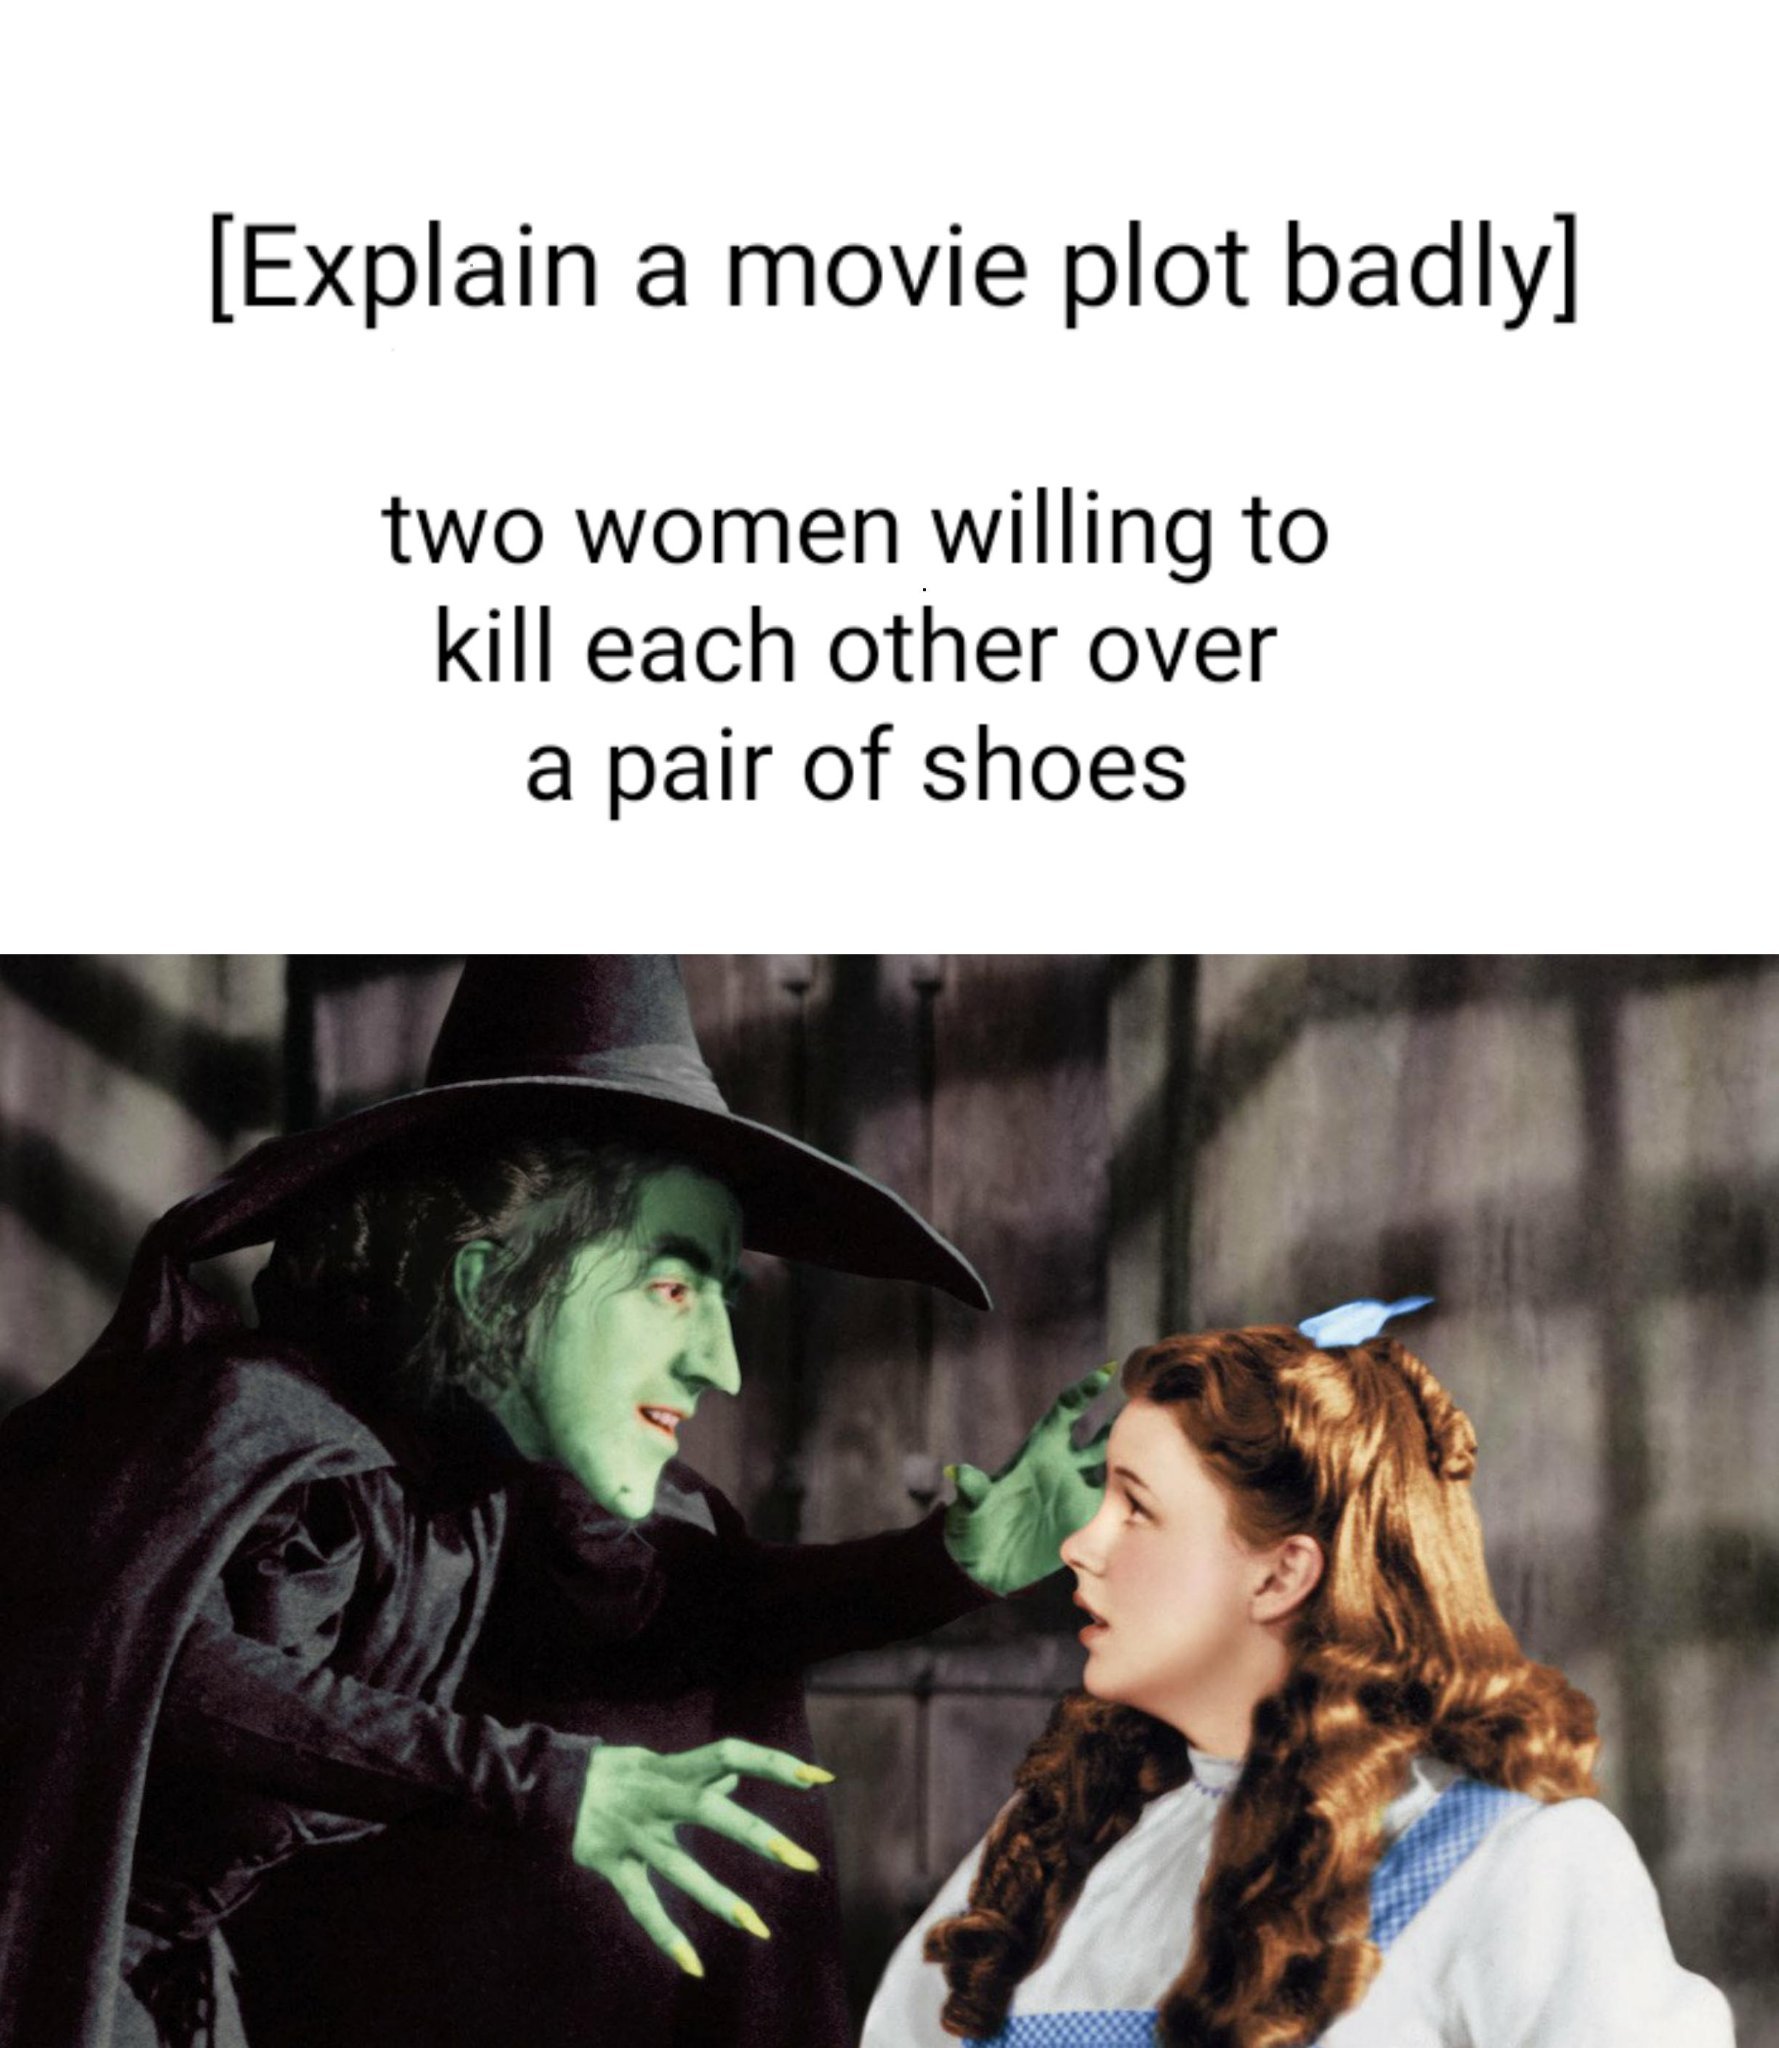 [Explain a movie plot badly]
two women willing to
kill each other over
a pair of shoes